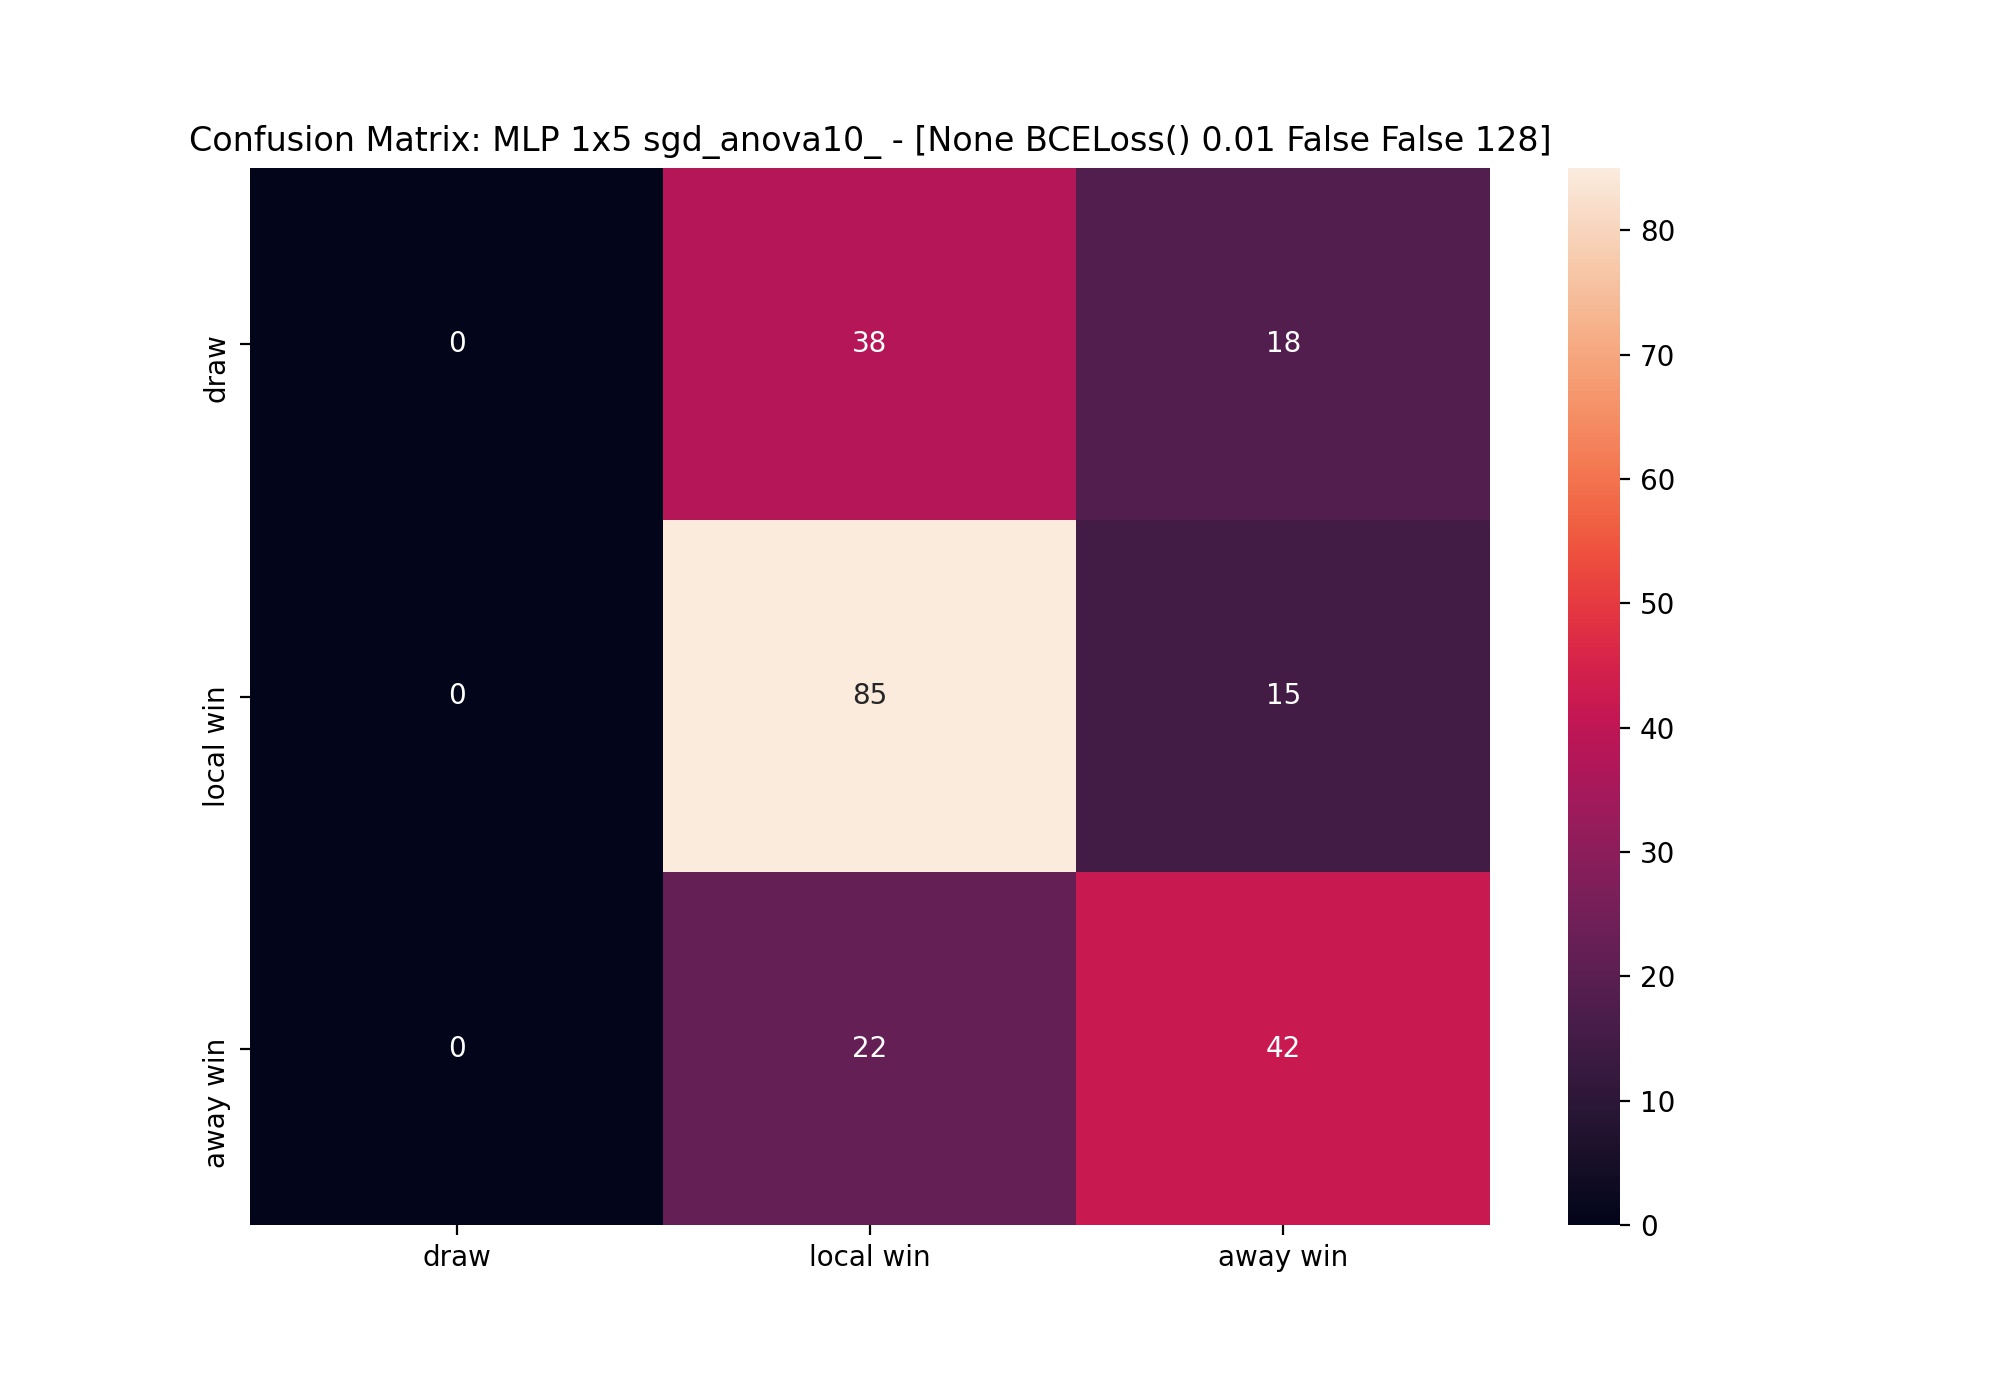 Confusion Matrix: MLP 1x5 sgd_anova10_ - [None BCELoss() 0.01 False False 128]
draw
0
38
18
local win
0
85
15
away win
0
22
42
draw
local win
away win
80
70
60
50
40
30
20
10
0